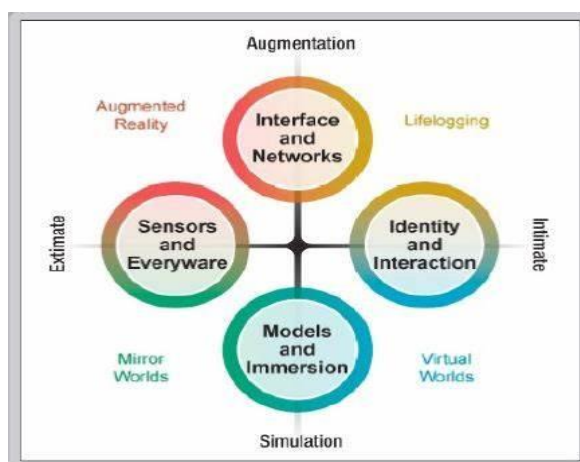 Augmentation
Augmented
Reality
Interface
and
Networks
Lifelogging
Extimate
Sensors
and
Everyware
Identity
and
Interaction
Intimate
Mirror
Worlds
Models
and
Immersion
Virtual
Worlds
Simulation